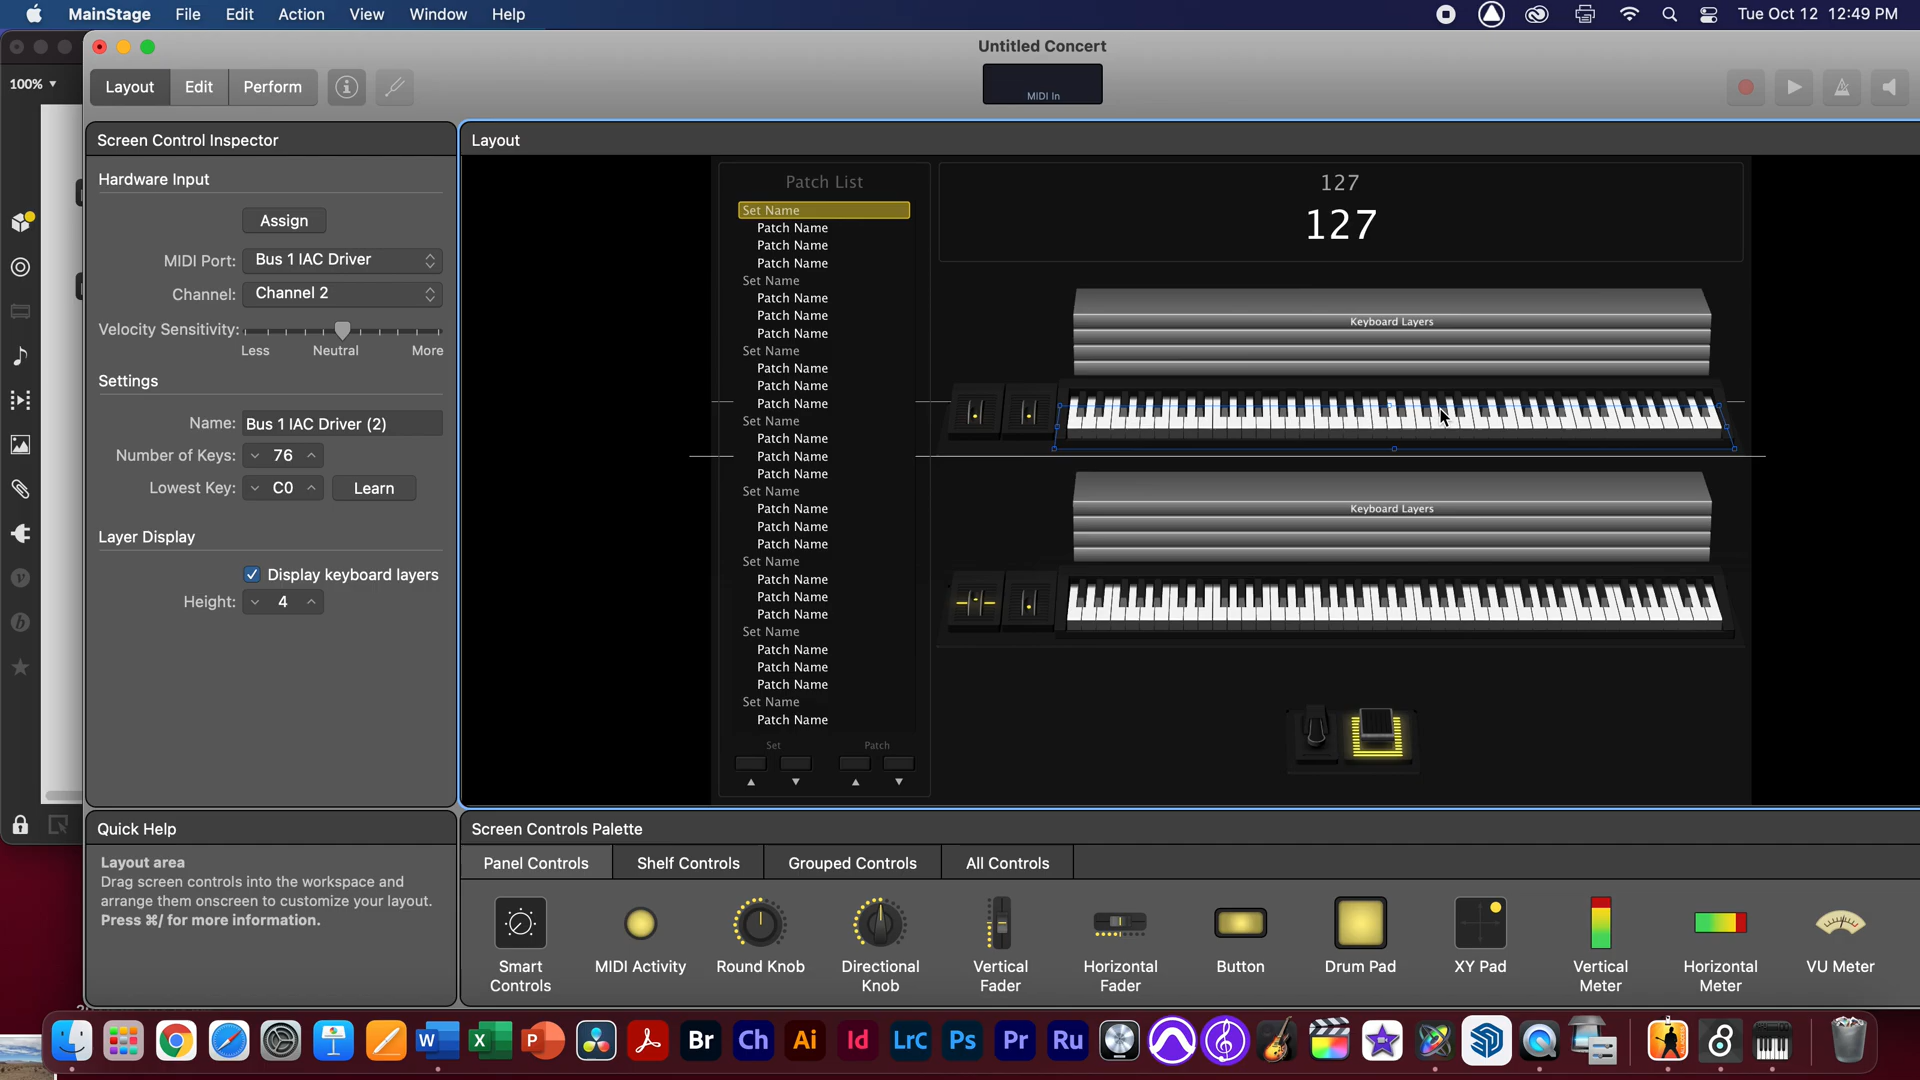 MainStage File Edit Action View Window Help
Tue Oct 12 12:49 PM
Untitled Concert
100%
Layout Edit Perform
MIDI In
Screen Control Inspector
Layout
Hardware Input
Assign
MIDI Port: Bus 1 IAC Driver
Channel: Channel 2
Velocity Sensitivity:
Less Neutral More
Settings
Name: Bus 1 IAC Driver (2)
Number of Keys: 76
Lowest Key: C0 Learn
Layer Display
Display keyboard layers
Height: 4
Patch List
Set Name
Patch Name
Patch Name
Patch Name
Set Name
Patch Name
Patch Name
Patch Name
Set Name
Patch Name
Patch Name
Patch Name
Set Name
Patch Name
Patch Name
Patch Name
Set Name
Patch Name
Patch Name
Patch Name
Set Name
Patch Name
Patch Name
Patch Name
Set Name
Patch Name
Patch Name
Patch Name
Set Name
Patch Name
Set Patch
127
127
Keyboard Layers
Keyboard Layers
Quick Help
Layout area
Drag screen controls into the workspace and
arrange them onscreen to customize your layout.
Press ⌘/ for more information.
Screen Controls Palette
Panel Controls Shelf Controls Grouped Controls All Controls
Smart Controls
MIDI Activity
Round Knob
Directional Knob
Vertical Fader
Horizontal Fader
Button
Drum Pad
XY Pad
Vertical Meter
Horizontal Meter
VU Meter
W X P Br Ch Ai Id LrC Ps Pr Ru